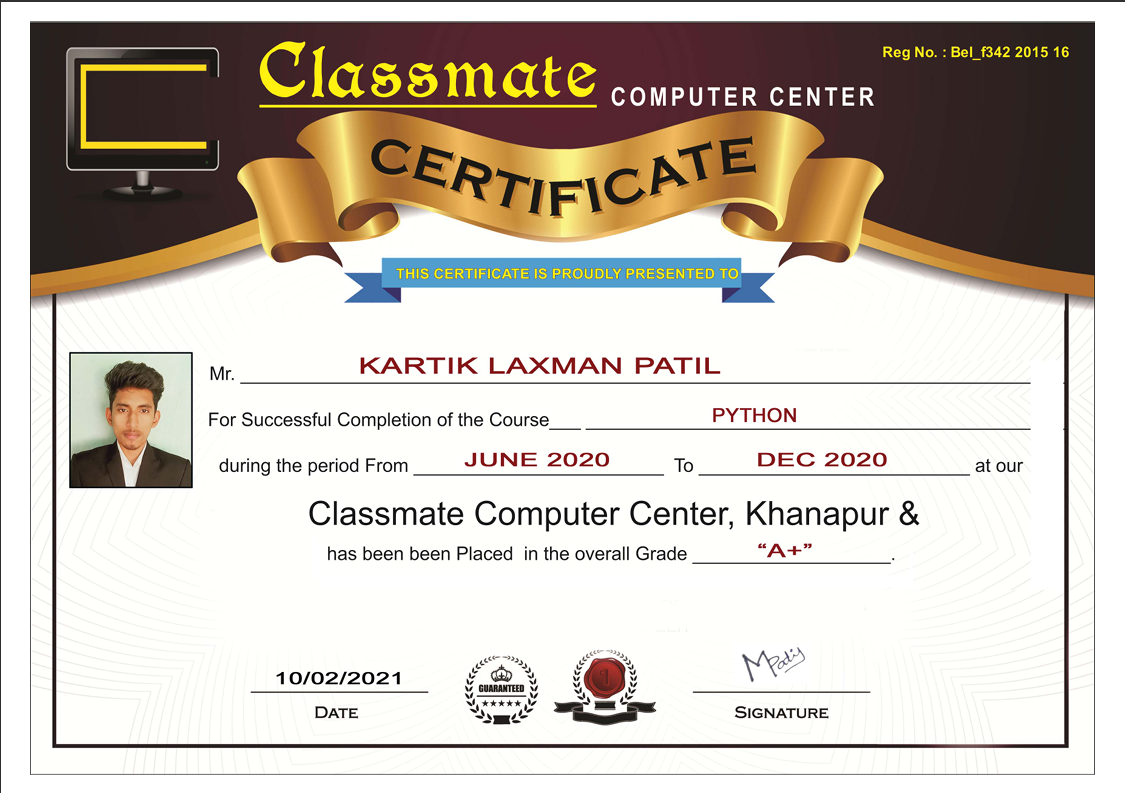 Classmate COMPUTER CENTER
Reg No. : Bel_f342 2015 16
CERTIFICATE
THIS CERTIFICATE IS PROUDLY PRESENTED TO
Mr. KARTIK LAXMAN PATIL
For Successful Completion of the Course PYTHON
during the period From JUNE 2020 To DEC 2020 at our
Classmate Computer Center, Khanapur &
has been been Placed in the overall Grade “A+”.
10/02/2021
DATE
GUARANTEED
1
MPatil
SIGNATURE